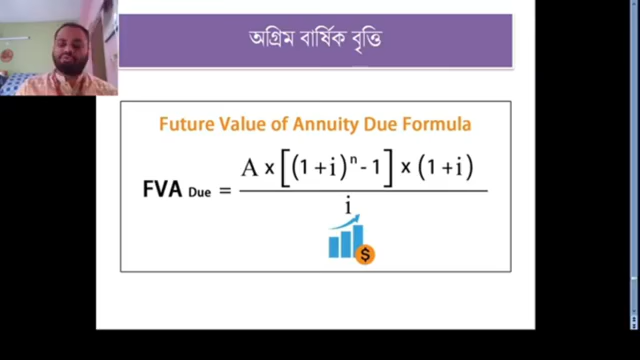 অগ্রিম বার্ষিক বৃত্তি
Future Value of Annuity Due Formula
FVA Due = A x [(1+i)^n - 1] x (1+i) / i
$